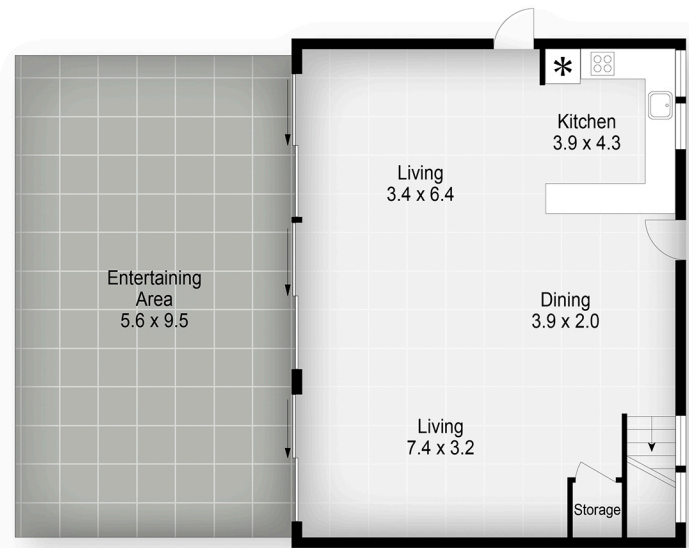 Kitchen
3.9 x 4.3
Living
3.4 x 6.4
Entertaining
Area
5.6 x 9.5
Dining
3.9 x 2.0
Living
7.4 x 3.2
Storage